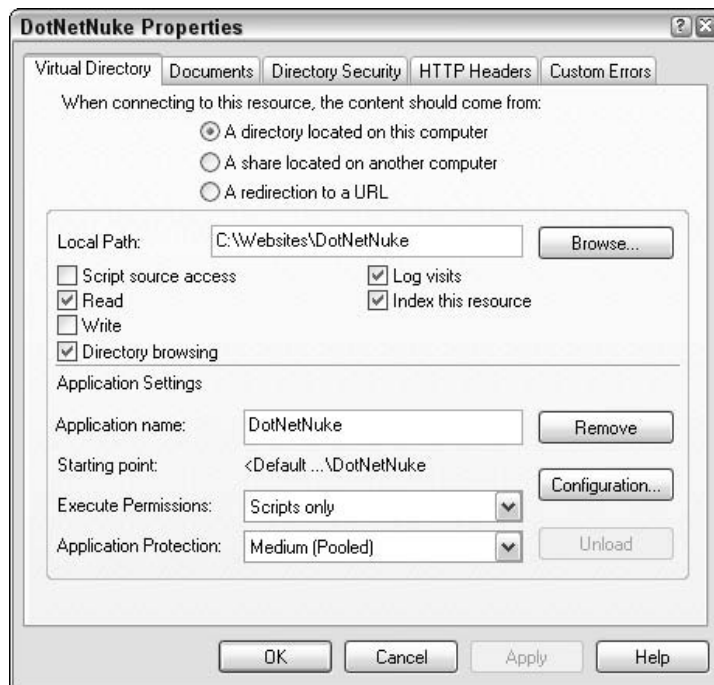 DotNetNuke Properties
Virtual Directory Documents Directory Security HTTP Headers Custom Errors
When connecting to this resource, the content should come from:
A directory located on this computer
A share located on another computer
A redirection to a URL
Local Path: C:\Websites\DotNetNuke Browse...
Script source access Log visits
Read Index this resource
Write
Directory browsing
Application Settings
Application name: DotNetNuke Remove
Starting point: <Default ...\DotNetNuke
Configuration...
Execute Permissions: Scripts only
Application Protection: Medium (Pooled) Unload
OK Cancel Apply Help